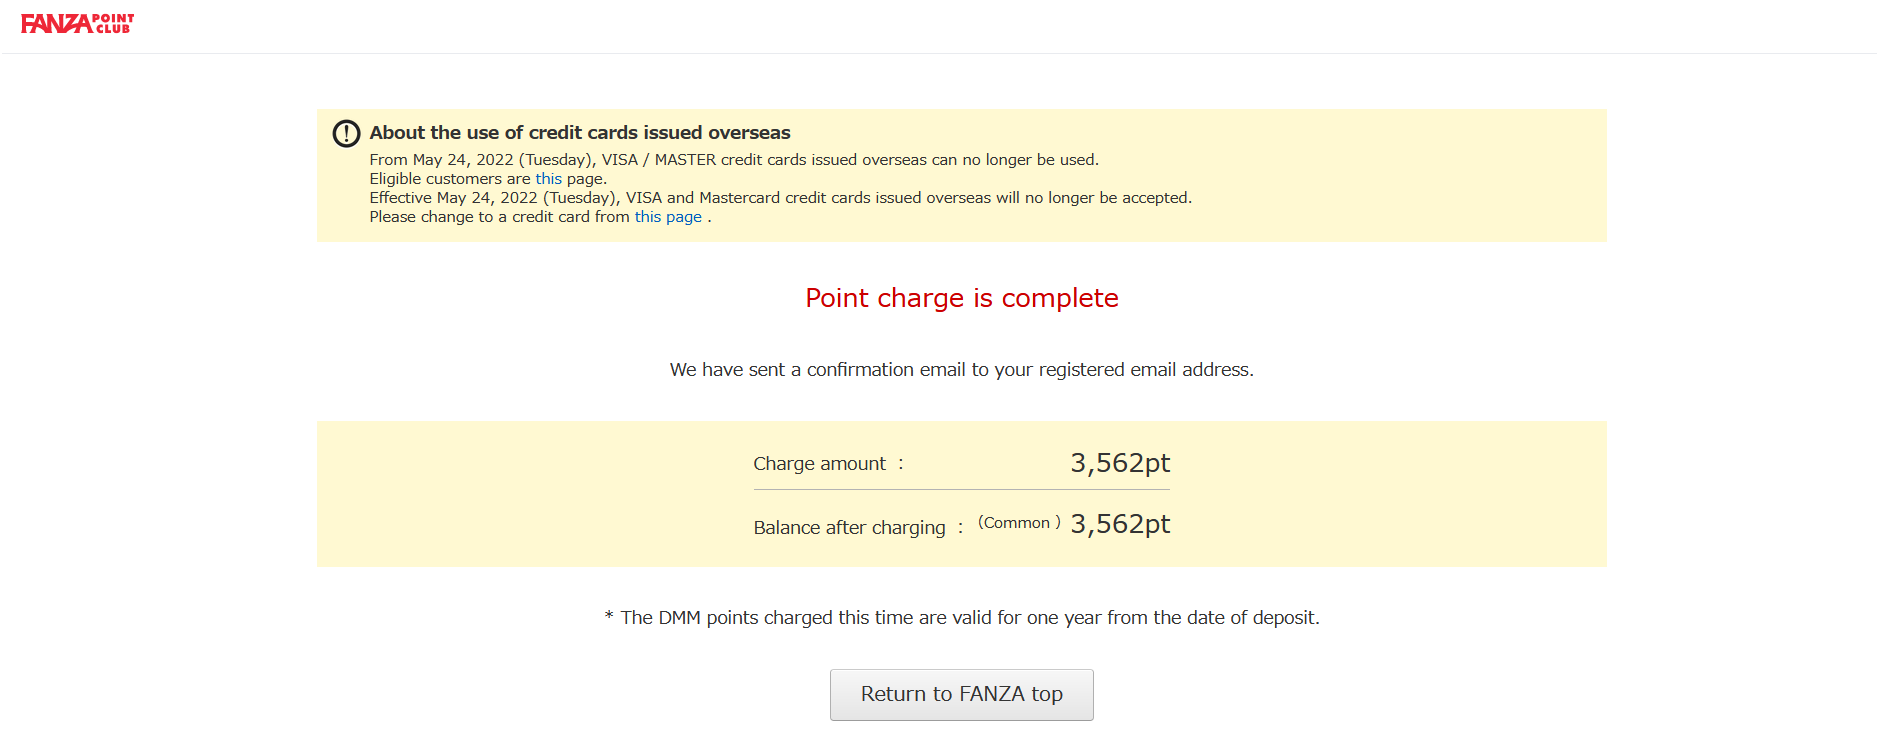 FANZA POINT CLUB
About the use of credit cards issued overseas
From May 24, 2022 (Tuesday), VISA / MASTER credit cards issued overseas can no longer be used.
Eligible customers are this page.
Effective May 24, 2022 (Tuesday), VISA and Mastercard credit cards issued overseas will no longer be accepted.
Please change to a credit card from this page .
Point charge is complete
We have sent a confirmation email to your registered email address.
Charge amount : 3,562pt
Balance after charging : (Common ) 3,562pt
* The DMM points charged this time are valid for one year from the date of deposit.
Return to FANZA top